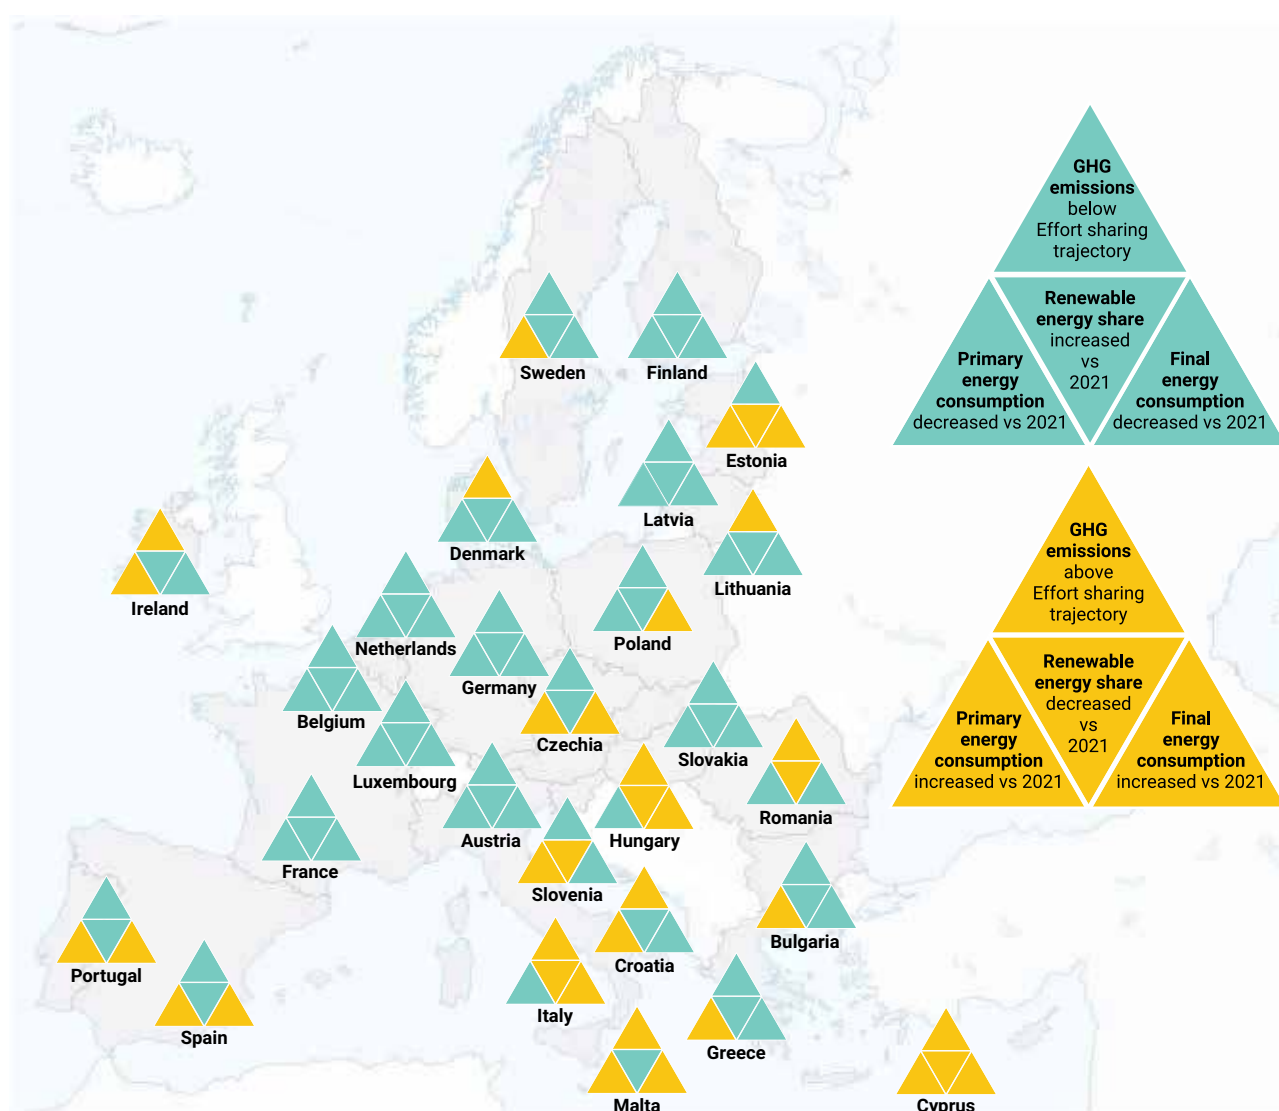 GHG
emissions
below
Effort sharing
trajectory
Renewable
energy share
increased
vs
2021
Primary
energy
consumption
decreased vs 2021
Final
energy
consumption
decreased vs 2021
GHG
emissions
above
Effort sharing
trajectory
Renewable
energy share
decreased
vs
2021
Primary
energy
consumption
increased vs 2021
Final
energy
consumption
increased vs 2021
Sweden
Finland
Estonia
Latvia
Denmark
Lithuania
Ireland
Poland
Netherlands
Germany
Belgium
Czechia
Slovakia
Luxembourg
Romania
Austria
Hungary
France
Slovenia
Bulgaria
Croatia
Portugal
Italy
Spain
Greece
Malta
Cyprus